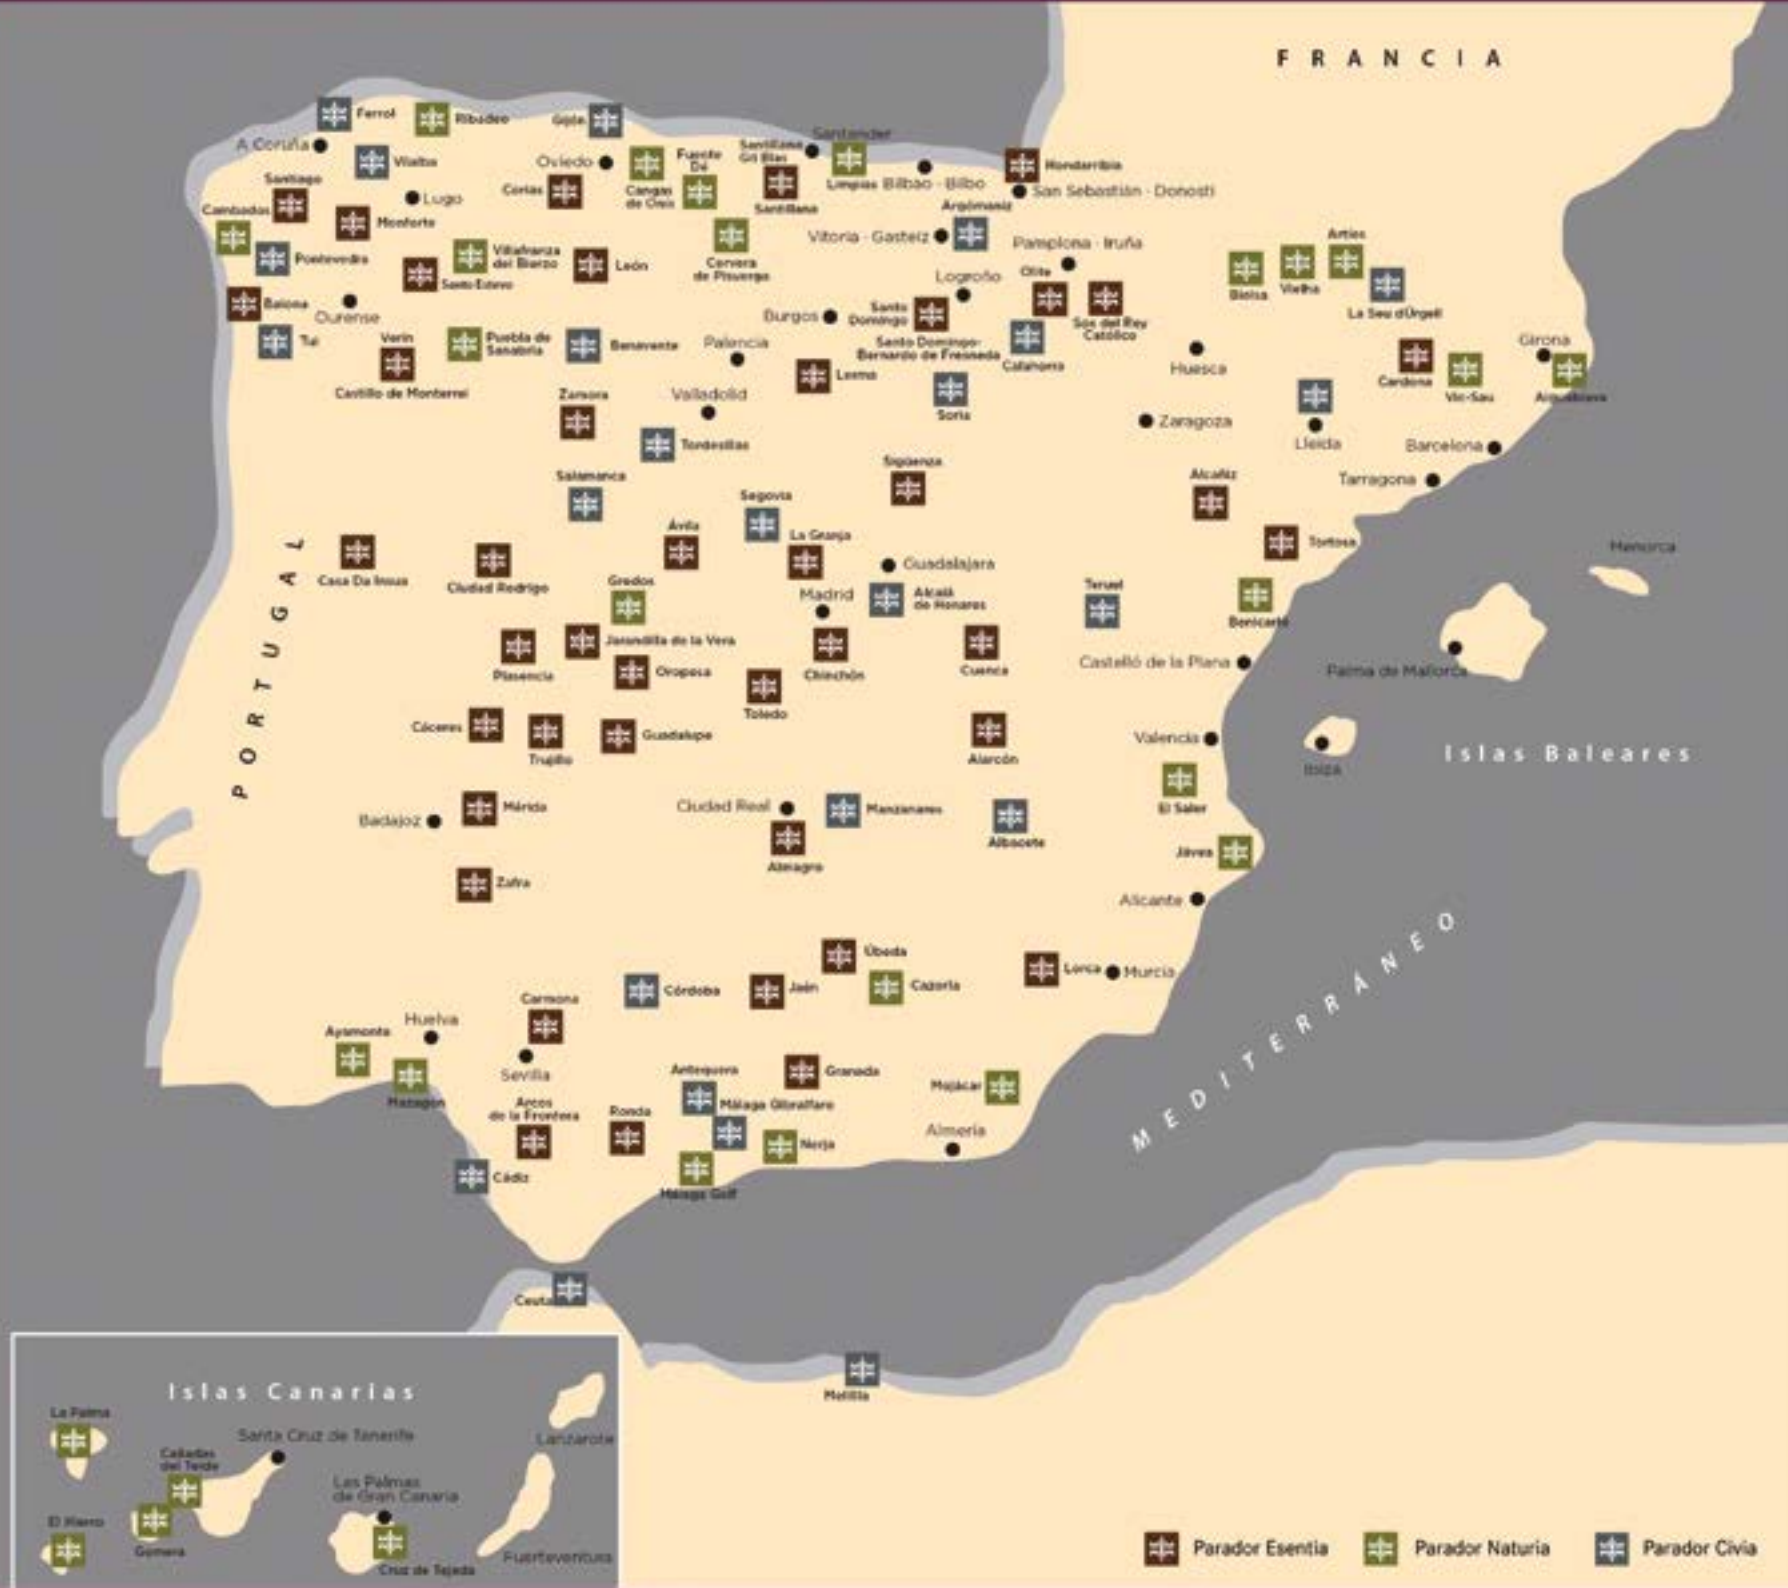 FRANCIA
Ferrol
Ribadeo
Gijón
A Coruña
Vilalba
Oviedo
Fuente
Dé
Santillana
Gil Blas
Santander
Limpias
Bilbao · Bilbo
Hondarribia
San Sebastián · Donosti
Santiago
Lugo
Corias
Cangas
de Onís
Santillana
Argómaniz
Cambados
Monforte
Vitoria · Gasteiz
Pamplona · Iruña
Pontevedra
Villafranca
del Bierzo
León
Cervera
de Pisuerga
Logroño
Olite
Artíes
Bielsa
Vielha
La Seu d'Urgell
Santo Estevo
Baiona
Ourense
Burgos
Santo
Domingo
Sos del Rey
Católico
Tui
Verín
Puebla de
Sanabria
Benavente
Palencia
Santo Domingo-
Bernardo de Fresneda
Calahorra
Huesca
Girona
Castillo de Monterrei
Lerma
Cardona
Vic-Sau
Aiguablava
Zamora
Valladolid
Soria
Zaragoza
Lleida
Barcelona
Tordesillas
Salamanca
Sigüenza
Alcañiz
Tarragona
Segovia
Ávila
La Granja
Tortosa
Menorca
PORTUGAL
Casa Da Insua
Ciudad Rodrigo
Gredos
Guadalajara
Madrid
Alcalá
de Henares
Teruel
Benicarló
Jarandilla de la Vera
Plasencia
Oropesa
Chinchón
Cuenca
Castelló de la Plana
Palma de Mallorca
Toledo
Cáceres
Trujillo
Guadalupe
Alarcón
Valencia
Islas Baleares
Ibiza
Mérida
Badajoz
Ciudad Real
Manzanares
El Saler
Albacete
Almagro
Jávea
Zafra
Alicante
MEDITERRÁNEO
Úbeda
Lorca
Murcia
Córdoba
Jaén
Cazorla
Carmona
Huelva
Ayamonte
Sevilla
Mazagón
Antequera
Granada
Mojácar
Arcos
de la Frontera
Ronda
Málaga Gibralfaro
Almería
Nerja
Cádiz
Málaga Golf
Ceuta
Melilla
Islas Canarias
La Palma
Santa Cruz de Tenerife
Lanzarote
Cañadas
del Teide
Las Palmas
de Gran Canaria
El Hierro
Gomera
Cruz de Tejeda
Fuerteventura
Parador Esentia
Parador Naturia
Parador Civia